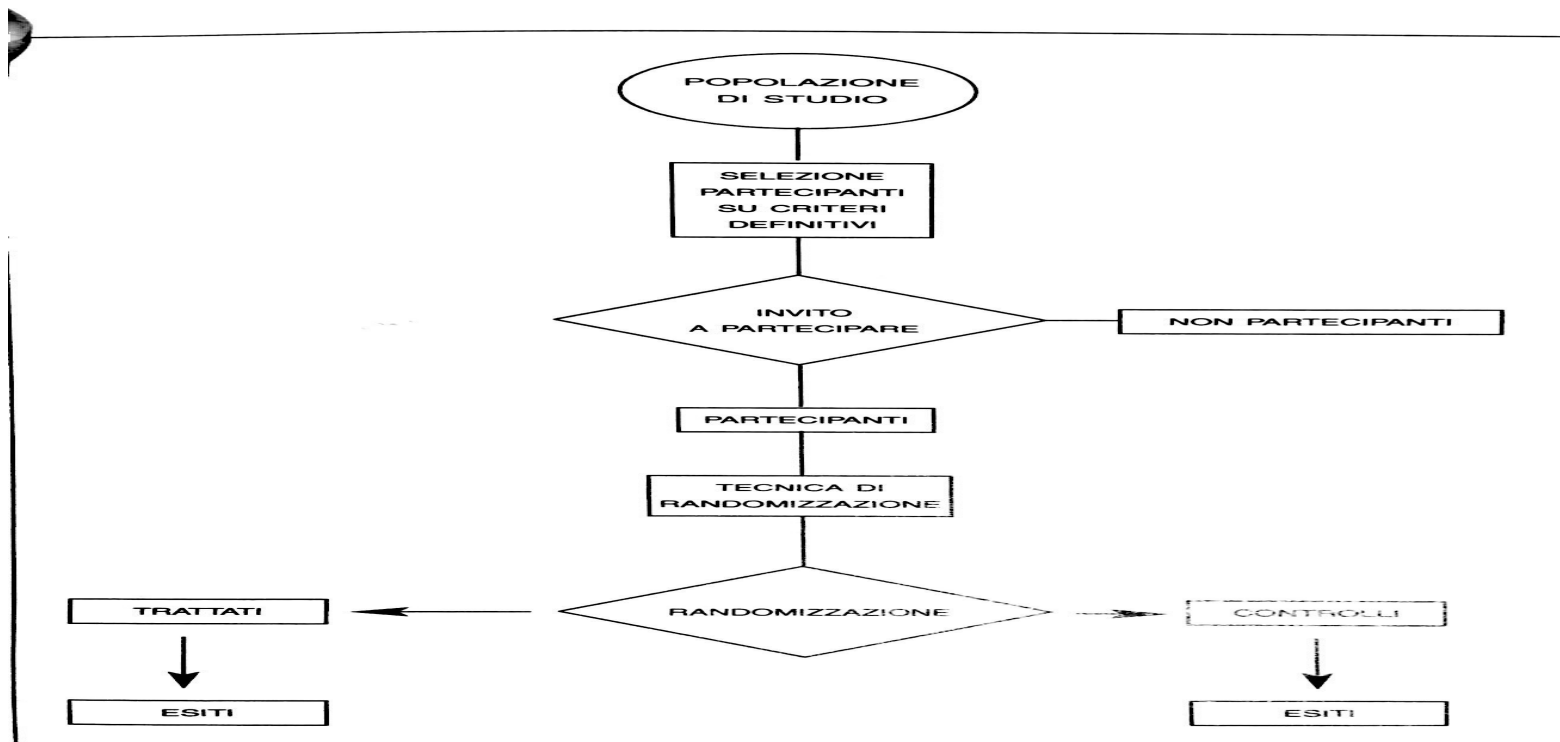 POPOLAZIONE
DI STUDIO
SELEZIONE
PARTECIPANTI
SU CRITERI
DEFINITIVI
INVITO
A PARTECIPARE
NON PARTECIPANTI
PARTECIPANTI
TECNICA DI
RANDOMIZZAZIONE
TRATTATI
RANDOMIZZAZIONE
CONTROLLI
ESITI
ESITI